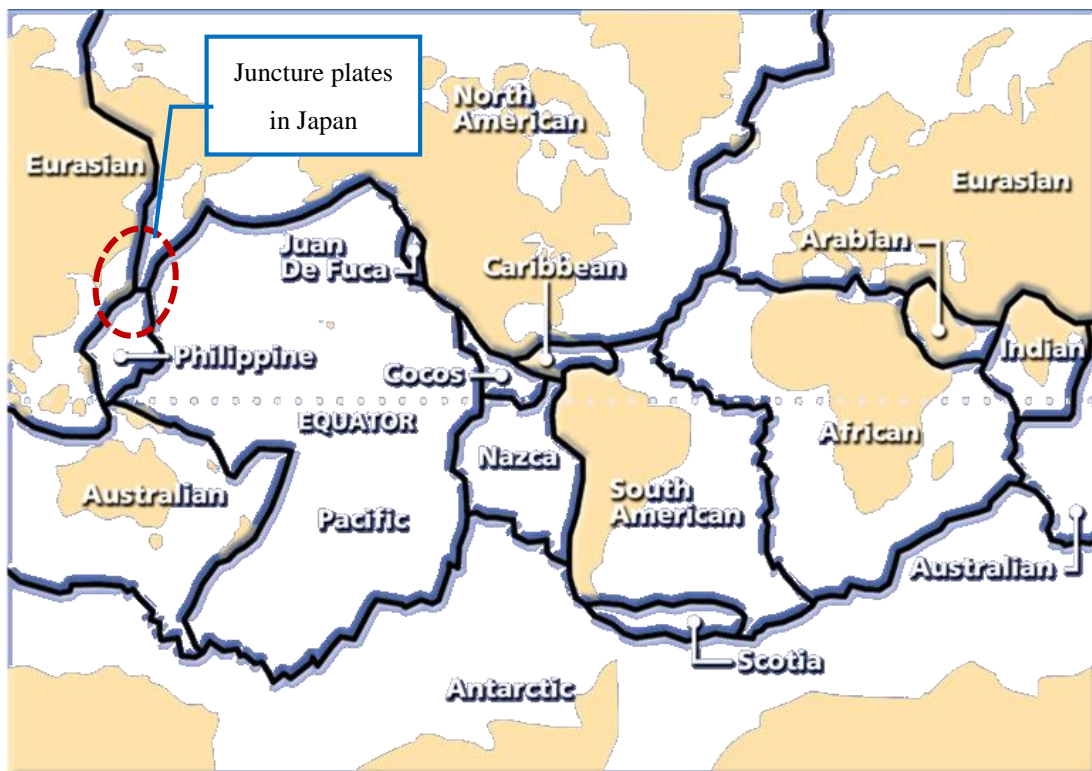 Juncture plates
in Japan
North
American
Eurasian
Eurasian
Arabian
Juan
De Fuca
Caribbean
Philippine
Indian
Cocos
EQUATOR
African
Nazca
Australian
South
American
Pacific
Australian
Scotia
Antarctic